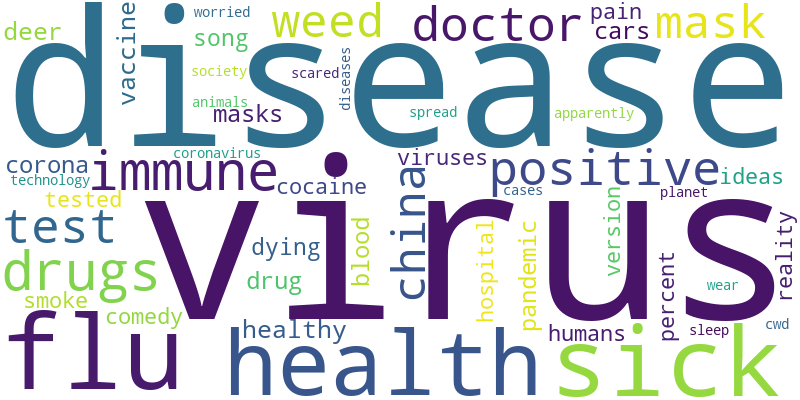 disease
virus
worried
deer
vaccine
song
weed
doctor
pain
cars
mask
society
scared
diseases
animals
masks
spread
apparently
coronavirus
corona
technology
immune
cocaine
viruses
positive
ideas
cases
planet
tested
test
drugs
dying
drug
blood
china
hospital
pandemic
version
percent
wear
reality
smoke
comedy
healthy
humans
sleep
cwd
flu
health
sick